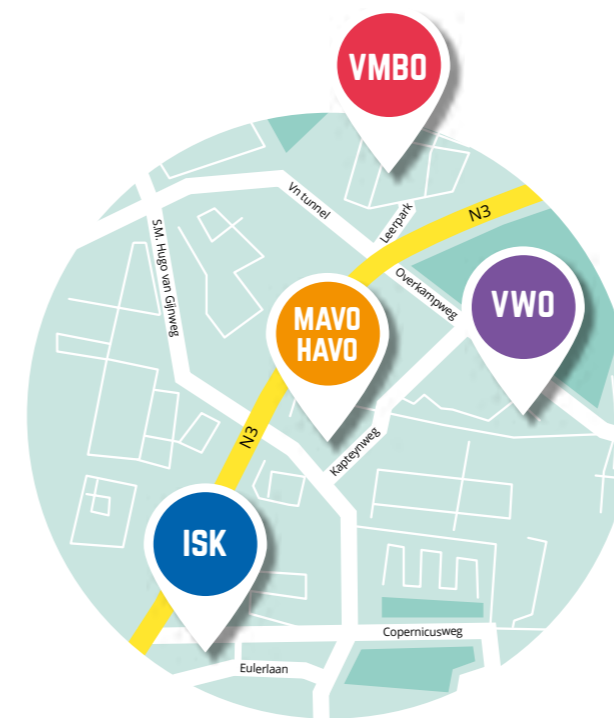 VMBO
Vn tunnel
Leerpark
N3
S.M. Hugo van Gijnweg
Overkampweg
VWO
MAVO
HAVO
N3
Kapteynweg
ISK
Copernicusweg
Eulerlaan